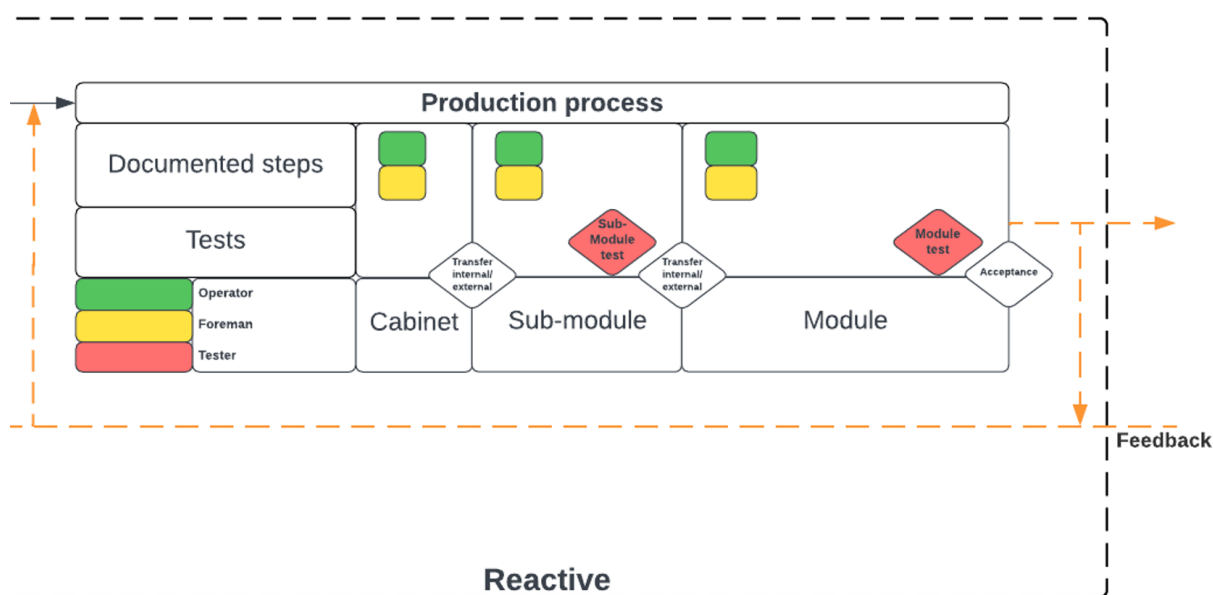 Production process
Documented steps
Tests
Sub-
Module
test
Module
test
Transfer
internal/
external
Transfer
internal/
external
Acceptance
Operator
Foreman
Tester
Cabinet
Sub-module
Module
Feedback
Reactive